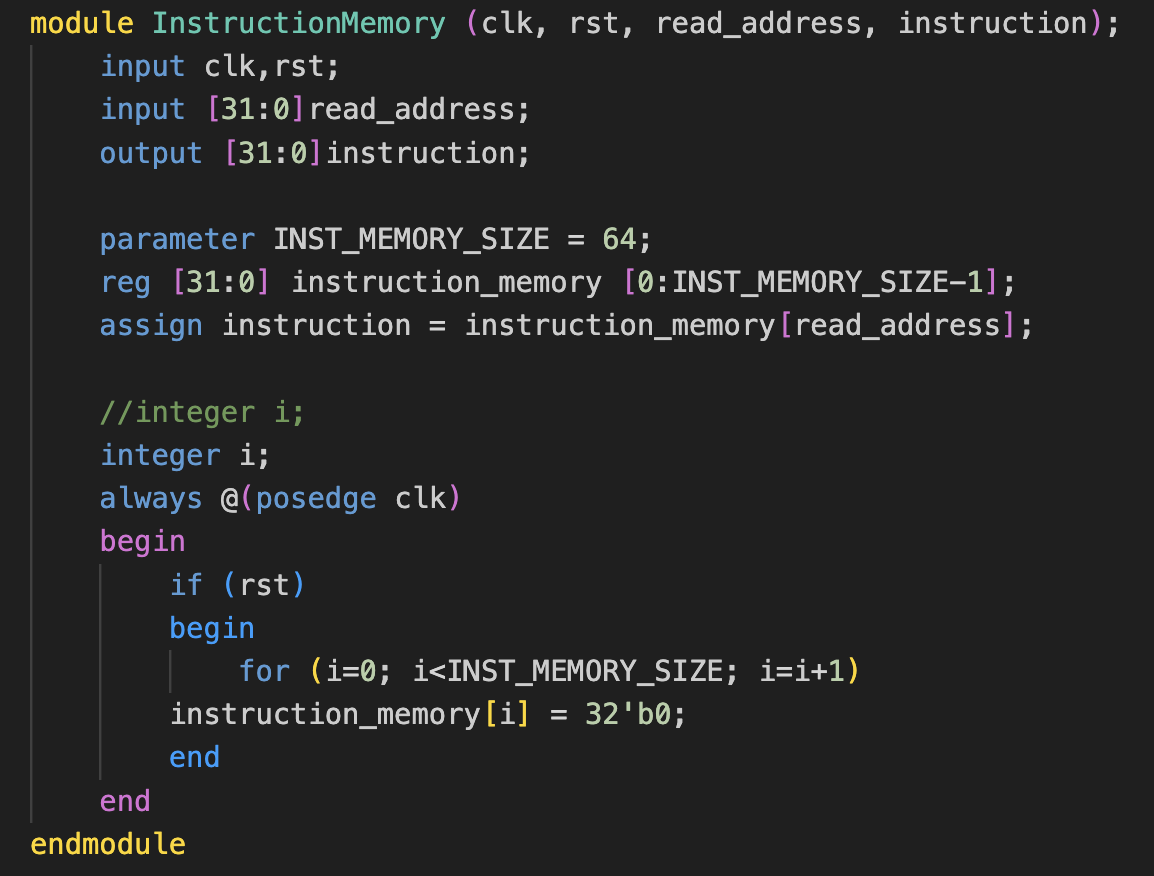 module InstructionMemory (clk, rst, read_address, instruction);
    input clk,rst;
    input [31:0]read_address;
    output [31:0]instruction;

    parameter INST_MEMORY_SIZE = 64;
    reg [31:0] instruction_memory [0:INST_MEMORY_SIZE-1];
    assign instruction = instruction_memory[read_address];

    //integer i;
    integer i;
    always @(posedge clk)
    begin
        if (rst)
        begin
            for (i=0; i<INST_MEMORY_SIZE; i=i+1)
        instruction_memory[i] = 32'b0;
        end
    end
endmodule